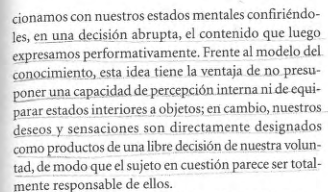 cionamos con nuestros estados mentales confiriéndo-
les, en una decisión abrupta, el contenido que luego
expresamos performativamente. Frente al modelo del
conocimiento, esta idea tiene la ventaja de no presu-
poner una capacidad de percepción interna ni de equi-
parar estados interiores a objetos; en cambio, nuestros
deseos y sensaciones son directamente designados
como productos de una libre decisión de nuestra volun-
tad, de modo que el sujeto en cuestión parece ser total-
mente responsable de ellos.